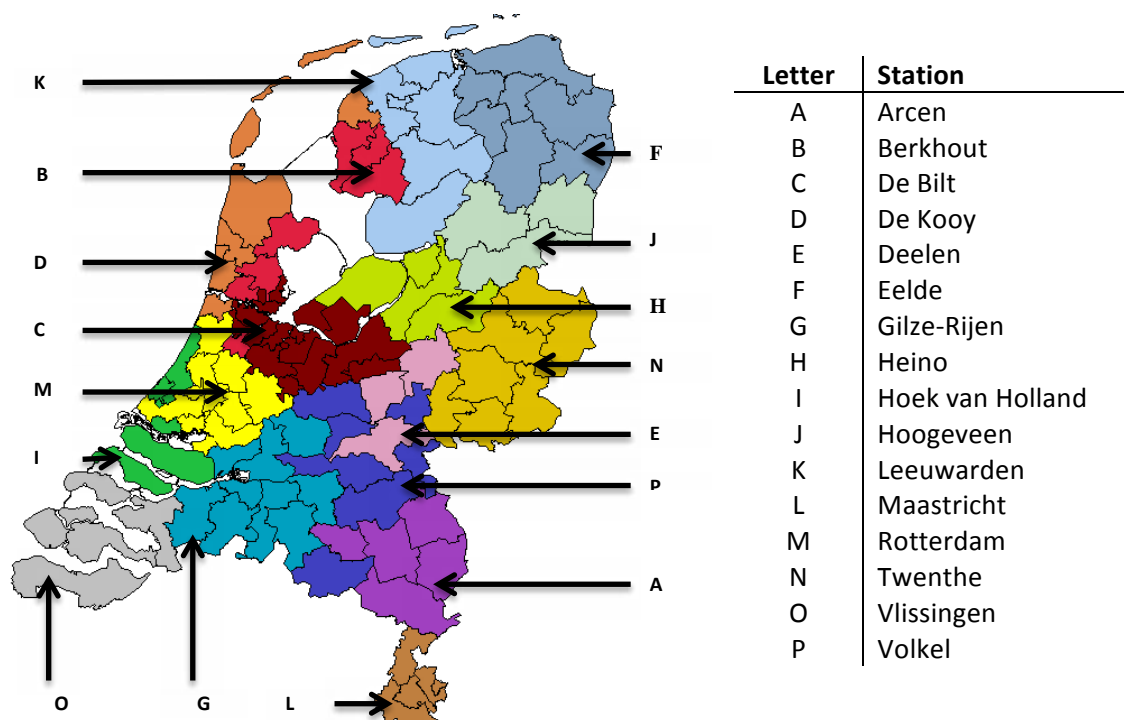 K
B
D
C
M
I
O
G
L
F
J
H
N
E
P
A
Letter Station
A Arcen
B Berkhout
C De Bilt
D De Kooy
E Deelen
F Eelde
G Gilze-Rijen
H Heino
I Hoek van Holland
J Hoogeveen
K Leeuwarden
L Maastricht
M Rotterdam
N Twenthe
O Vlissingen
P Volkel